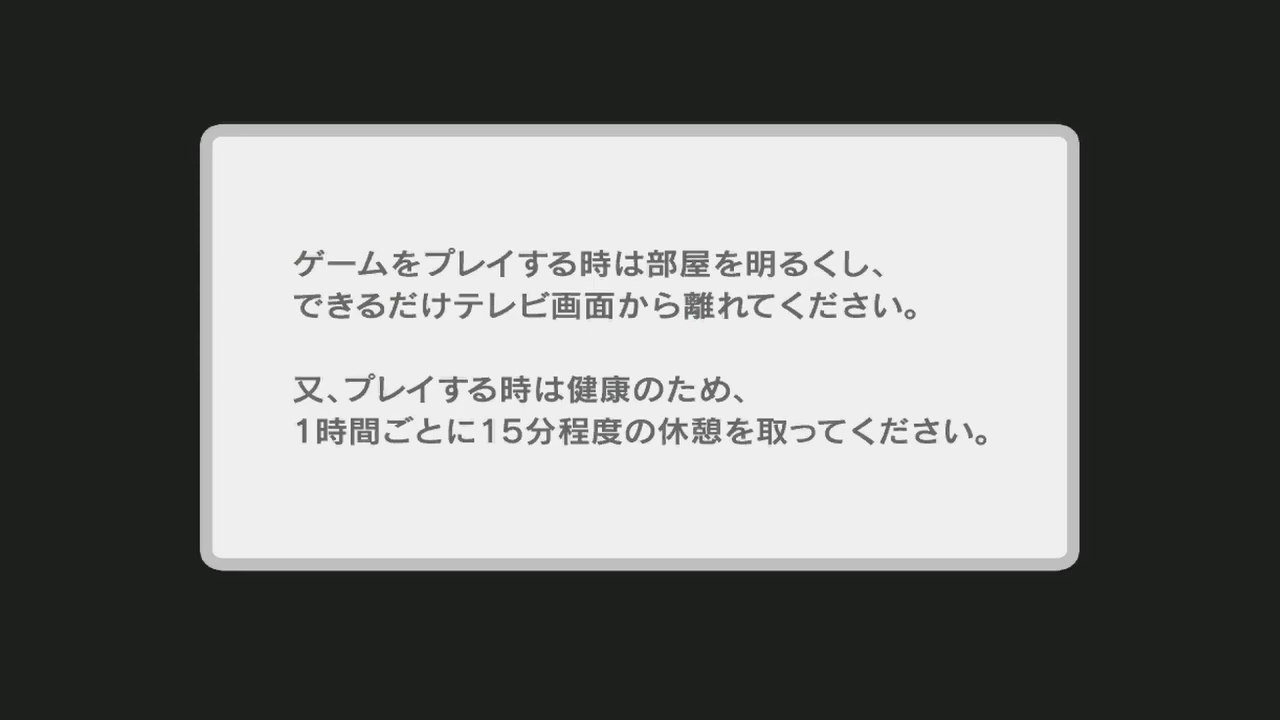 ゲームをプレイする時は部屋を明るくし、
できるだけテレビ画面から離れてください。
又、プレイする時は健康のため、
1時間ごとに15分程度の休憩を取ってください。